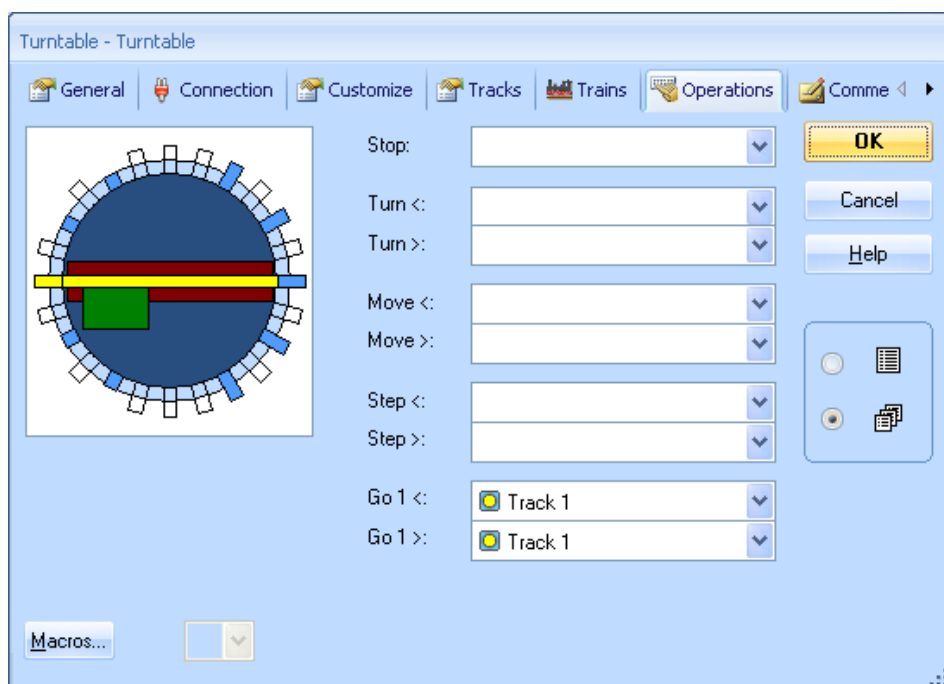 Turntable - Turntable
General Connection Customize Tracks Trains Operations Comme
Stop:
OK
Turn <:
Cancel
Turn >:
Help
Move <:
Move >:
Step <:
Step >:
Go 1 <: Track 1
Go 1 >: Track 1
Macros...